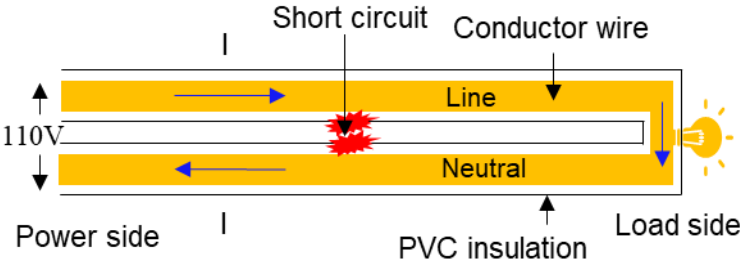 Short circuit
Conductor wire
I
Line
110V
Neutral
I
Power side
Load side
PVC insulation